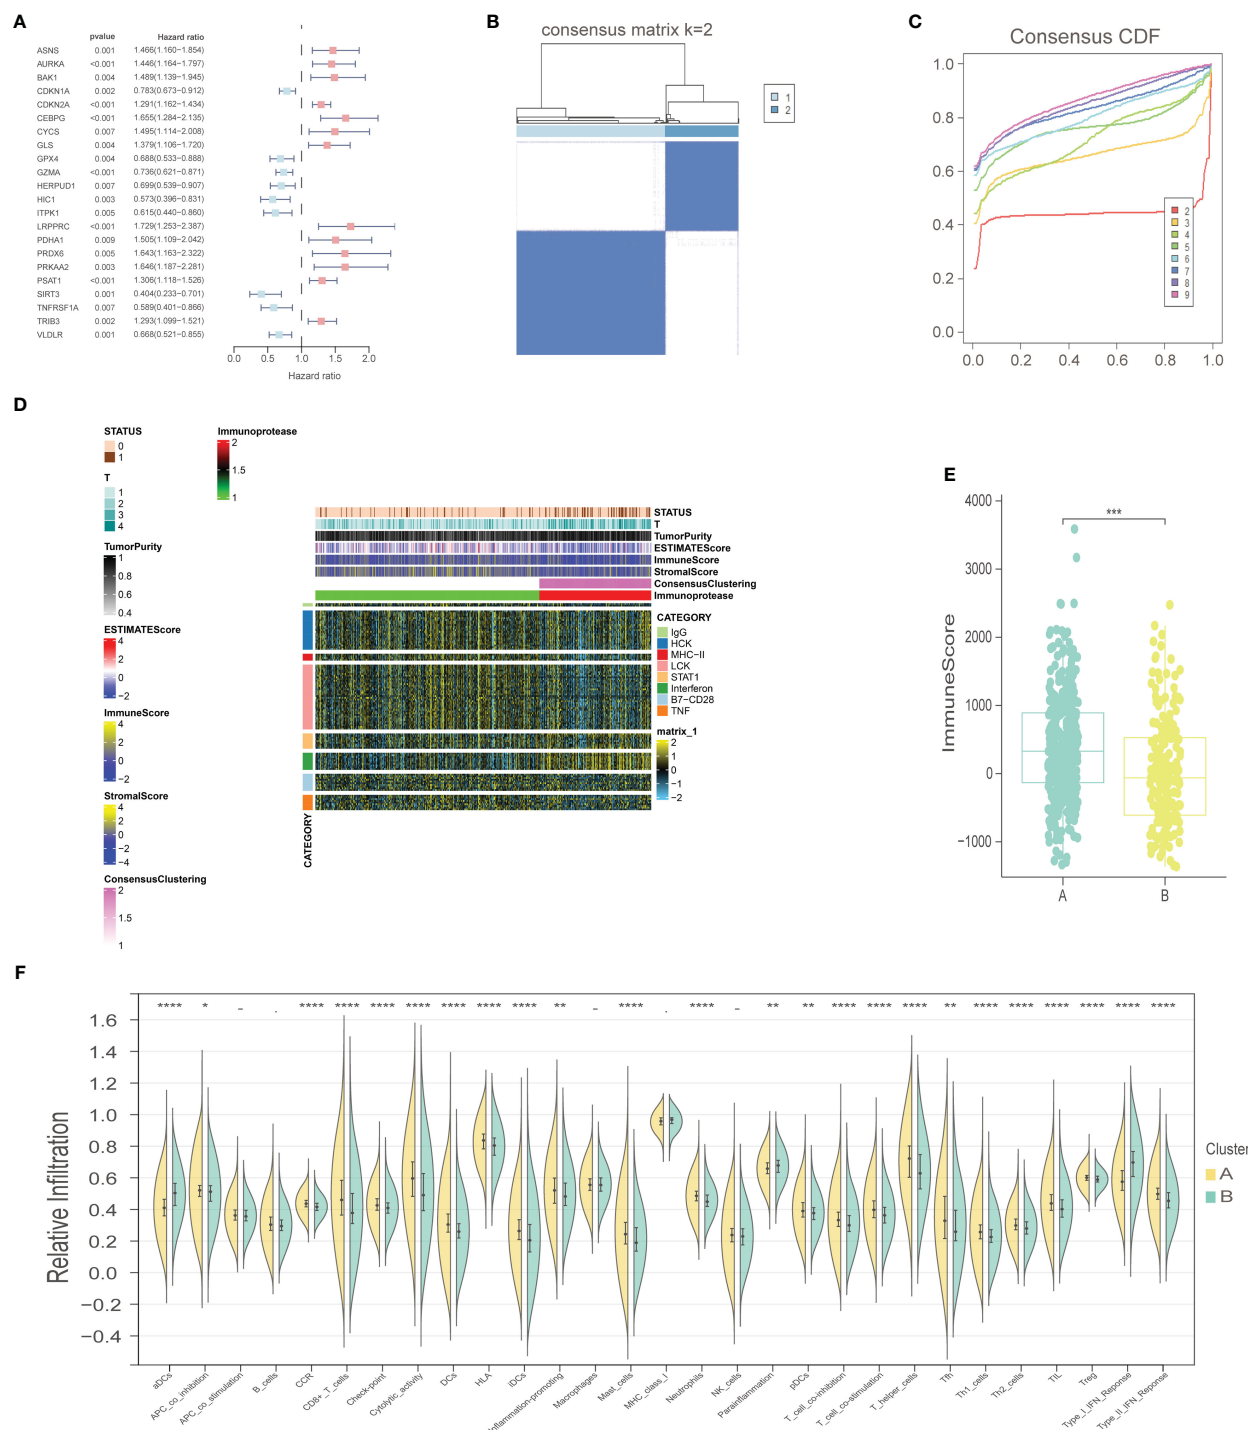 A
pvalue Hazard ratio
ASNS 0.001 1.466(1.160−1.854)
AURKA <0.001 1.446(1.164−1.797)
BAK1 0.004 1.489(1.139−1.945)
CDKN1A 0.002 0.783(0.673−0.912)
CDKN2A <0.001 1.291(1.162−1.434)
CEBPG <0.001 1.655(1.284−2.135)
CYCS 0.007 1.495(1.114−2.008)
GLS 0.004 1.379(1.106−1.720)
GPX4 0.004 0.688(0.533−0.888)
GZMA <0.001 0.736(0.621−0.871)
HERPUD1 0.007 0.699(0.539−0.907)
HIC1 0.003 0.573(0.396−0.831)
ITPK1 0.005 0.615(0.440−0.860)
LRPPRC <0.001 1.729(1.253−2.387)
PDHA1 0.009 1.505(1.109−2.042)
PRDX6 0.005 1.643(1.163−2.322)
PRKAA2 0.003 1.646(1.187−2.281)
PSAT1 <0.001 1.306(1.118−1.526)
SIRT3 0.001 0.404(0.233−0.701)
TNFRSF1A 0.007 0.589(0.401−0.866)
TRIB3 0.002 1.293(1.099−1.521)
VLDLR 0.001 0.668(0.521−0.855)
0.0 0.5 1.0 1.5 2.0
Hazard ratio
B
consensus matrix k=2
1
2
C
Consensus CDF
1.0
0.8
0.6
0.4
0.2
0.0
2
3
4
5
6
7
8
9
0.0 0.2 0.4 0.6 0.8 1.0
D
STATUS
0
1
T
1
2
3
4
TumorPurity
1
0.8
0.6
0.4
ESTIMATEScore
4
2
0
−2
ImmuneScore
4
2
0
−2
StromalScore
4
2
0
−2
−4
ConsensusClustering
2
1.5
1
Immunoprotease
2
1.5
1
STATUS
T
TumorPurity
ESTIMATEScore
ImmuneScore
StromalScore
ConsensusClustering
Immunoprotease
CATEGORY
CATEGORY
IgG
HCK
MHC−II
LCK
STAT1
Interferon
B7−CD28
TNF
matrix_1
2
1
0
−1
−2
E
ImmuneScore
4000
3000
2000
1000
0
−1000
***
A B
F
**** * – . **** **** **** **** **** **** **** ** – **** . **** – ** ** **** **** **** ** **** **** **** **** **** ****
Relative Infiltration
1.6
1.4
1.2
1.0
0.8
0.6
0.4
0.2
0.0
−0.2
−0.4
aDCs
APC_co_inhibition
APC_co_stimulation
B_cells
CCR
CD8+_T_cells
Check-point
Cytolytic_activity
DCs
HLA
iDCs
Inflammation-promoting
Macrophages
Mast_cells
MHC_class_I
Neutrophils
NK_cells
Parainflammation
pDCs
T_cell_co-inhibition
T_cell_co-stimulation
T_helper_cells
Tfh
Th1_cells
Th2_cells
TIL
Treg
Type_I_IFN_Reponse
Type_II_IFN_Reponse
Cluster
A
B